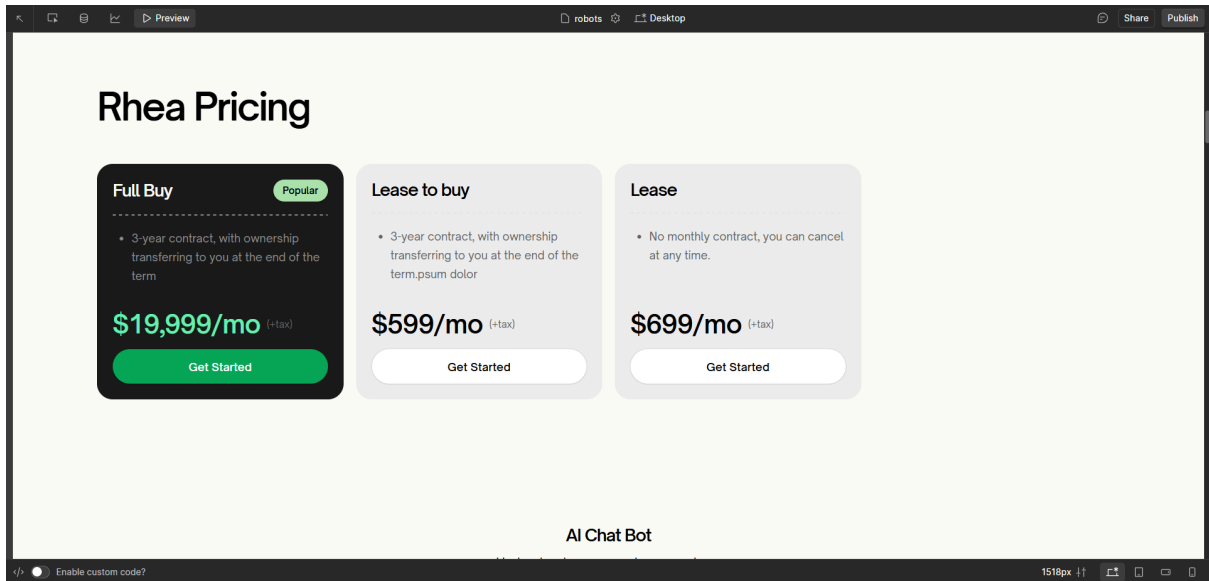 Preview
robots
Desktop
Share
Publish
Rhea Pricing
Full Buy
Popular
3-year contract, with ownership
transferring to you at the end of the
term
$19,999/mo (+tax)
Get Started
Lease to buy
3-year contract, with ownership
transferring to you at the end of the
term.psum dolor
$599/mo (+tax)
Get Started
Lease
No monthly contract, you can cancel
at any time.
$699/mo (+tax)
Get Started
AI Chat Bot
</> Enable custom code?
1518px